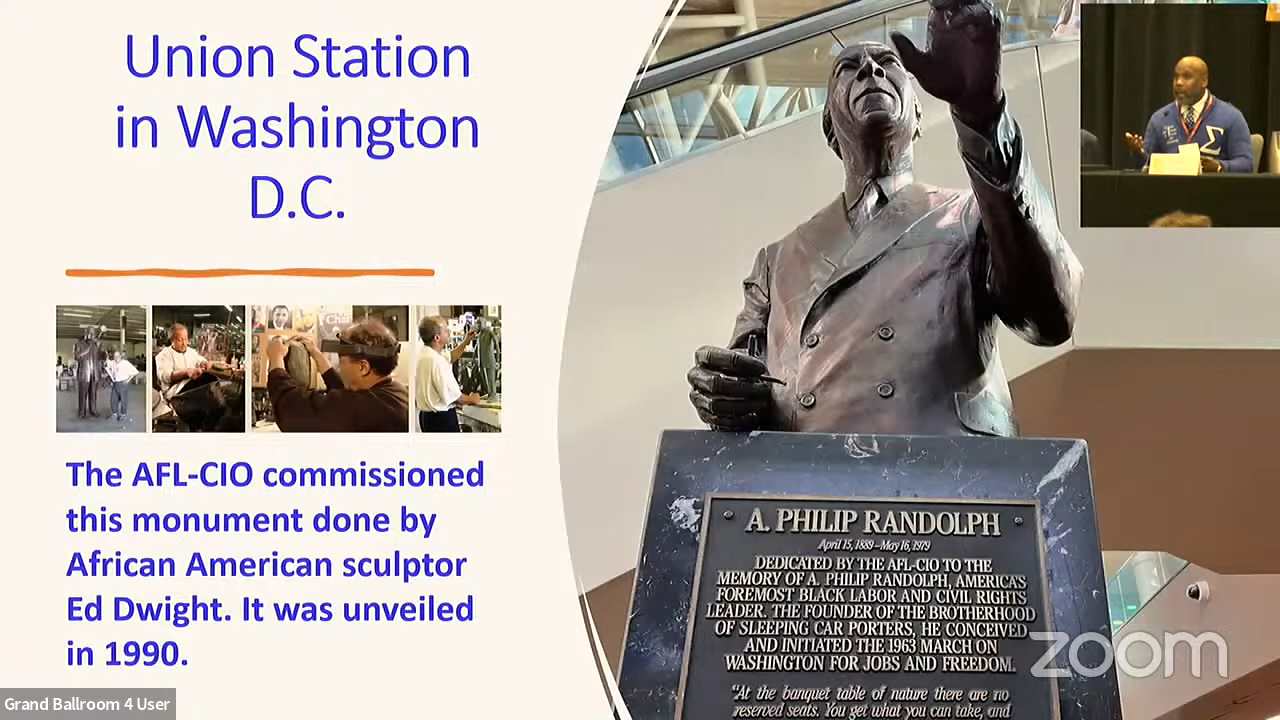 Union Station
in Washington
D.C.
The AFL-CIO commissioned
this monument done by
African American sculptor
Ed Dwight. It was unveiled
in 1990.
A. PHILIP RANDOLPH
April 15, 1889–May 16, 1979
DEDICATED BY THE AFL-CIO TO THE
MEMORY OF A. PHILIP RANDOLPH, AMERICA'S
FOREMOST BLACK LABOR AND CIVIL RIGHTS
LEADER. THE FOUNDER OF THE BROTHERHOOD
OF SLEEPING CAR PORTERS, HE CONCEIVED
AND INITIATED THE 1963 MARCH ON
WASHINGTON FOR JOBS AND FREEDOM.
"At the banquet table of nature there are no
reserved seats. You get what you can take, and
Σ
zoom
Grand Ballroom 4 User